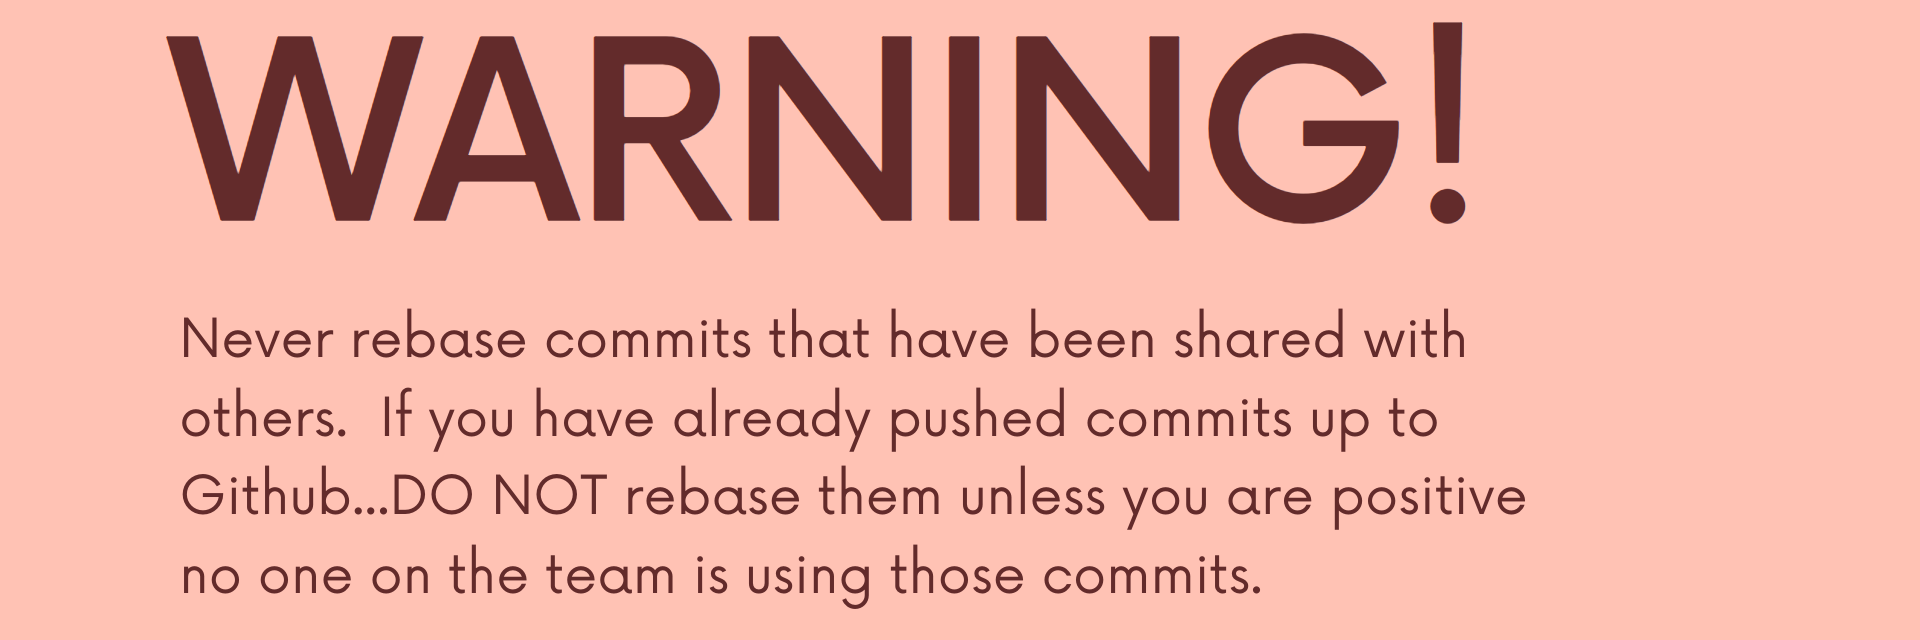 WARNING!
Never rebase commits that have been shared with
others.  If you have already pushed commits up to
Github...DO NOT rebase them unless you are positive
no one on the team is using those commits.